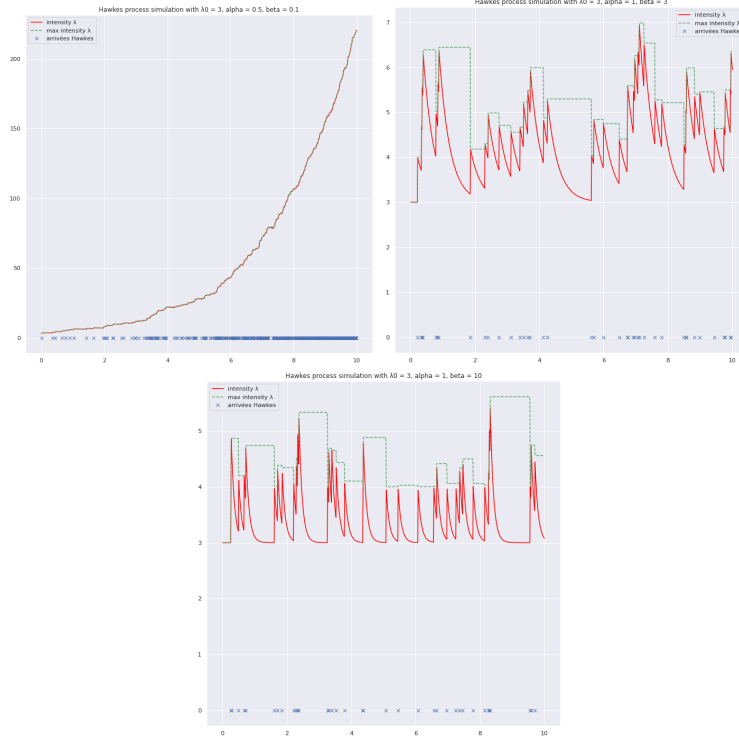 Hawkes process simulation with λ0 = 3, alpha = 0.5, beta = 0.1
intensity λ
max intensity λ
arrivées Hawkes
200
150
100
50
0
0 2 4 6 8 10
Hawkes process simulation with λ0 = 3, alpha = 1, beta = 3
intensity λ
max intensity λ
arrivées Hawkes
7
6
5
4
3
2
1
0
0 2 4 6 8 10
Hawkes process simulation with λ0 = 3, alpha = 1, beta = 10
intensity λ
max intensity λ
arrivées Hawkes
5
4
3
2
1
0
0 2 4 6 8 10